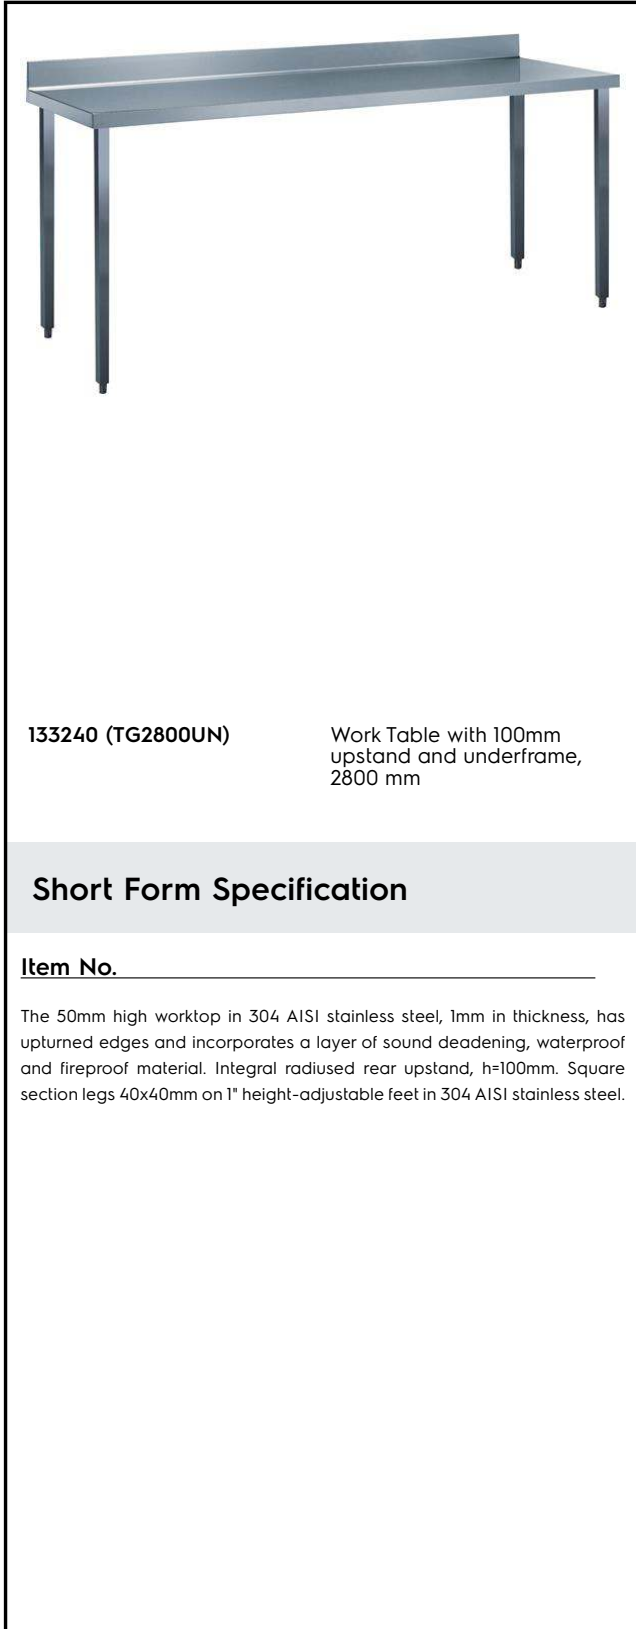 133240 (TG2800UN)
Work Table with 100mm
upstand and underframe,
2800 mm
Short Form Specification
Item No.
The 50mm high worktop in 304 AISI stainless steel, 1mm in thickness, has
upturned edges and incorporates a layer of sound deadening, waterproof
and fireproof material. Integral radiused rear upstand, h=100mm. Square
section legs 40x40mm on 1" height-adjustable feet in 304 AISI stainless steel.